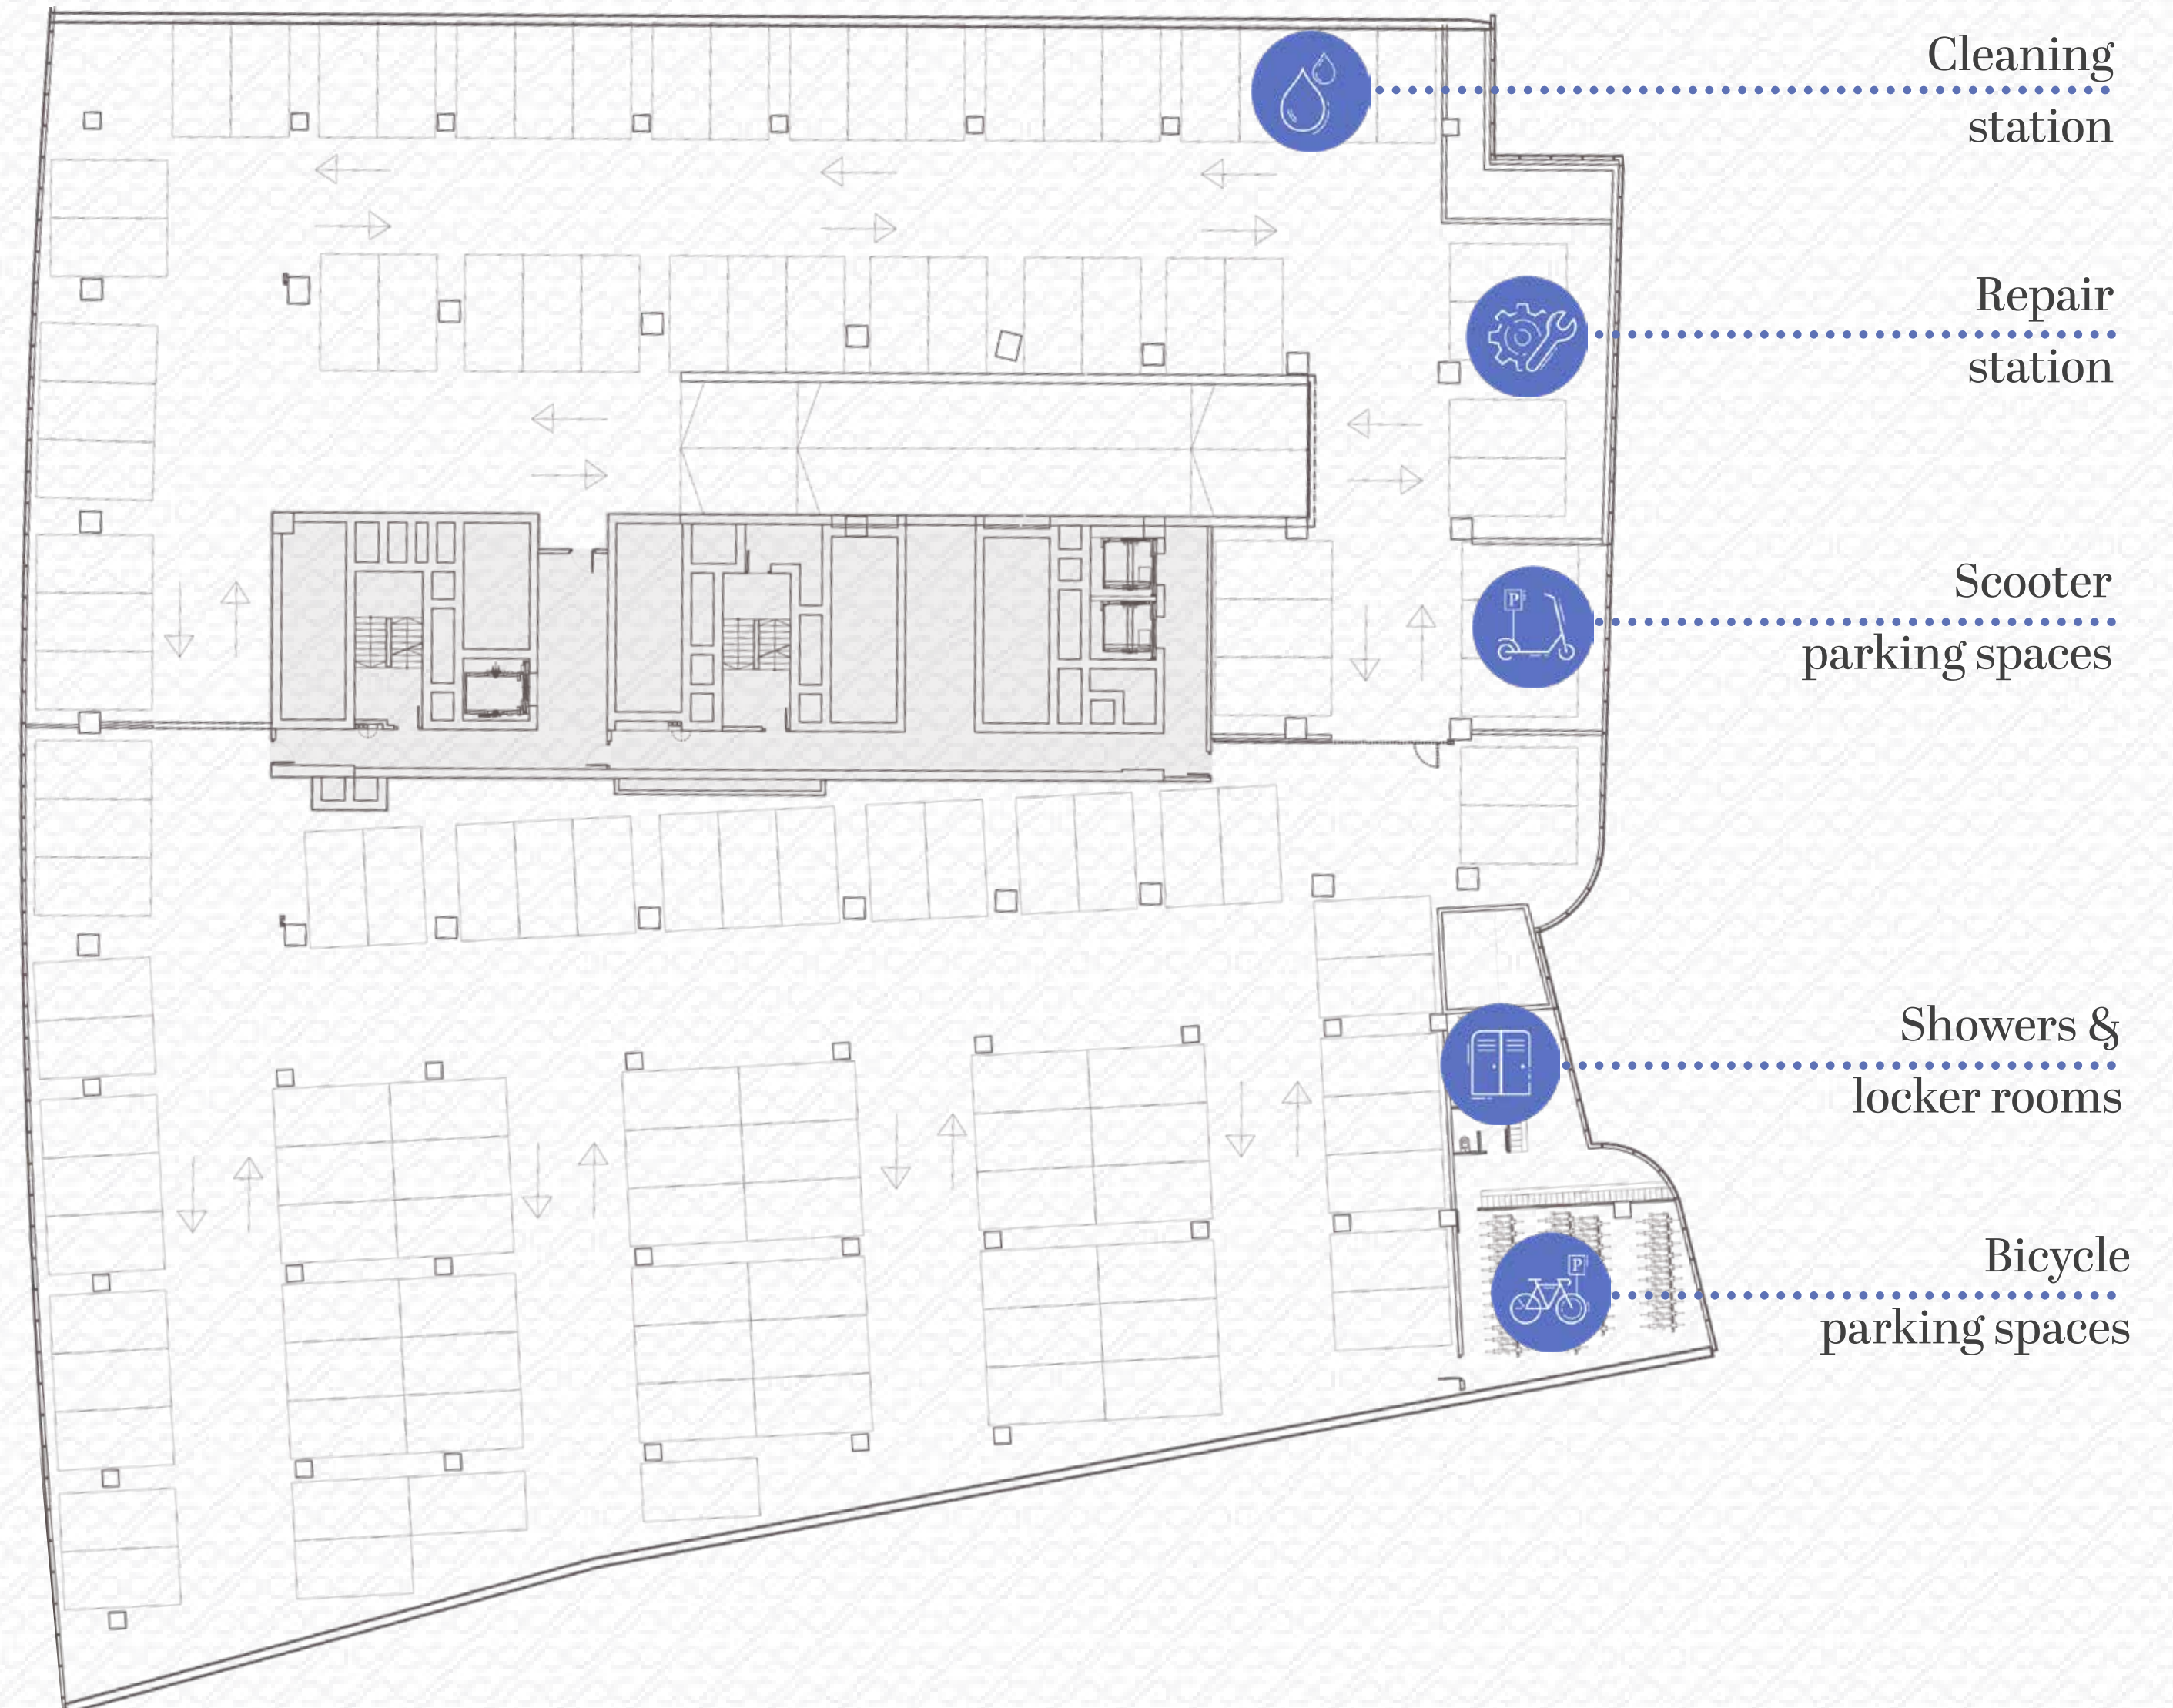 Cleaning
station
Repair
station
P
Scooter
parking spaces
Showers &
locker rooms
P
Bicycle
parking spaces